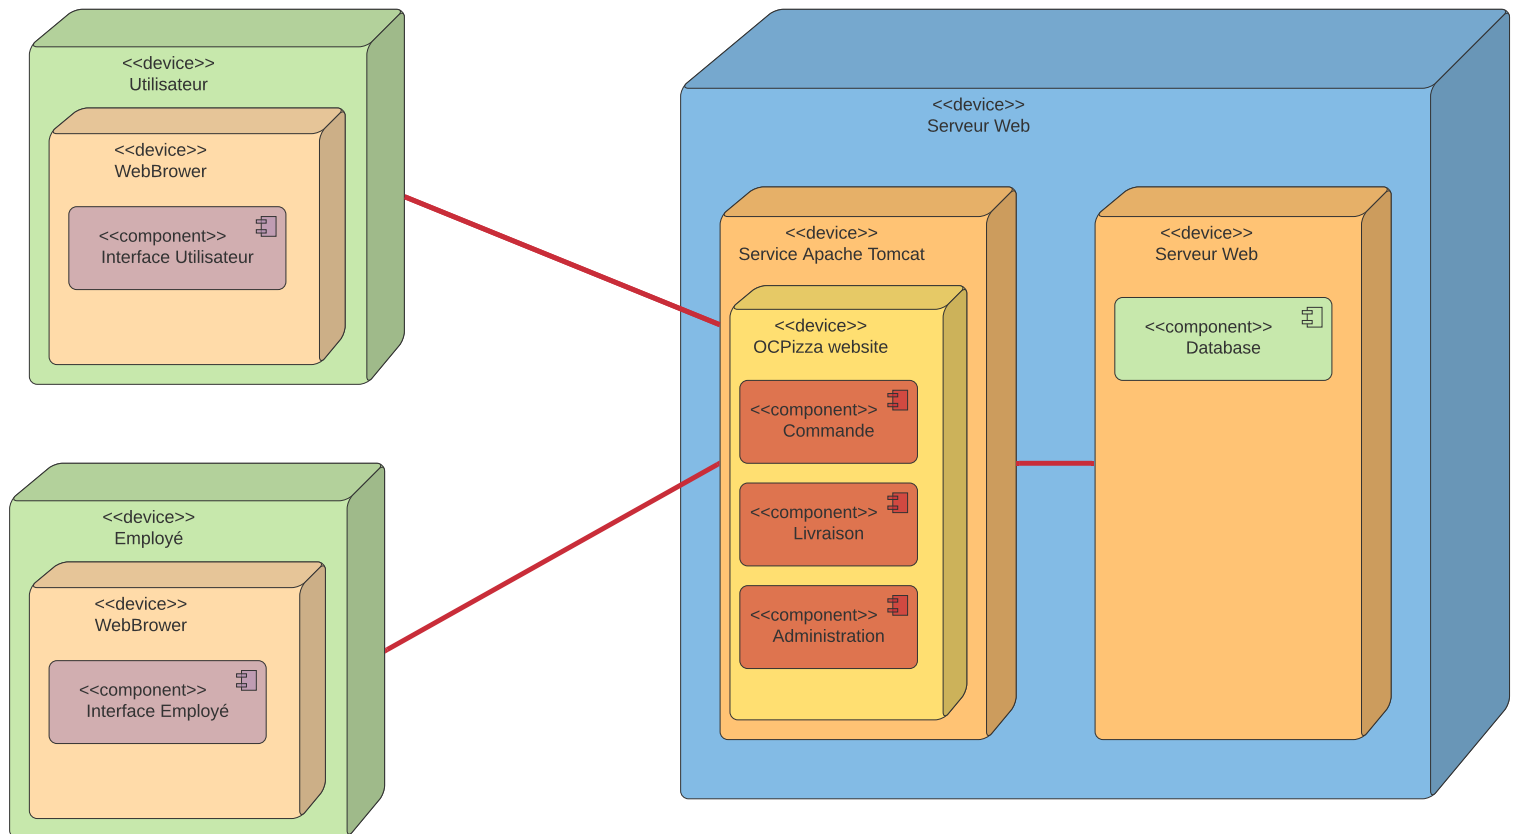 <<device>>
Utilisateur
<<device>>
WebBrower
<<component>>
Interface Utilisateur
<<device>>
Employé
<<device>>
WebBrower
<<component>>
Interface Employé
<<device>>
Serveur Web
<<device>>
Service Apache Tomcat
<<device>>
OCPizza website
<<component>>
Commande
<<component>>
Livraison
<<component>>
Administration
<<device>>
Serveur Web
<<component>>
Database